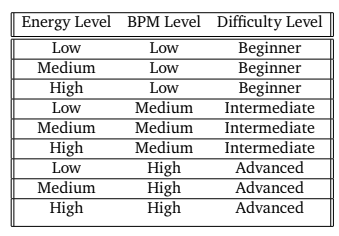 Energy Level BPM Level Difficulty Level
Low Low Beginner
Medium Low Beginner
High Low Beginner
Low Medium Intermediate
Medium Medium Intermediate
High Medium Intermediate
Low High Advanced
Medium High Advanced
High High Advanced